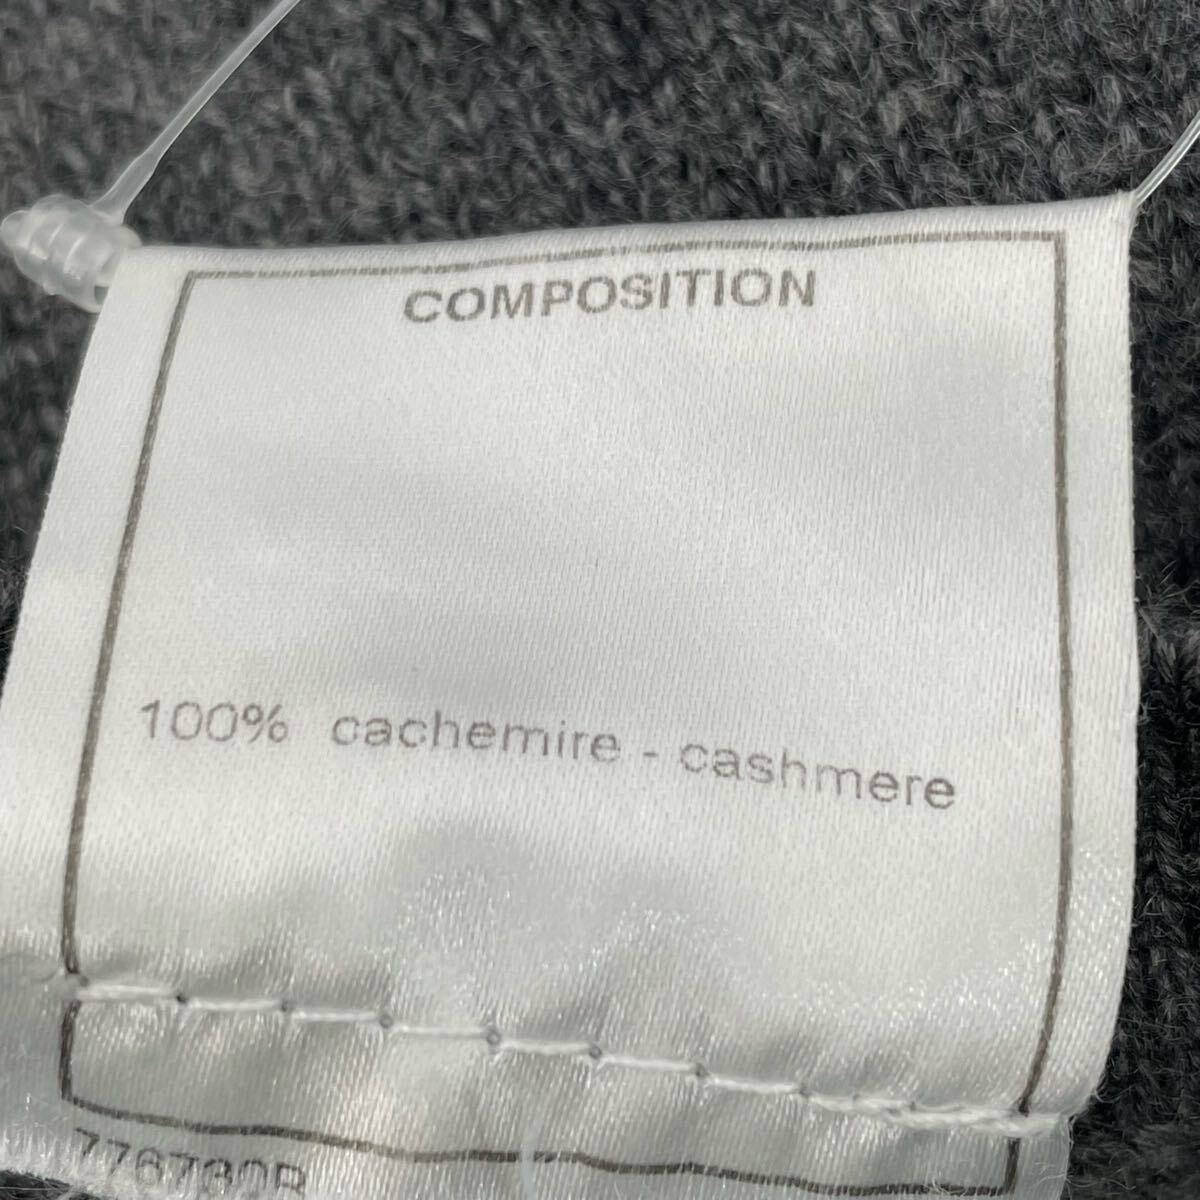 COMPOSITION
100% cachemire - cashmere